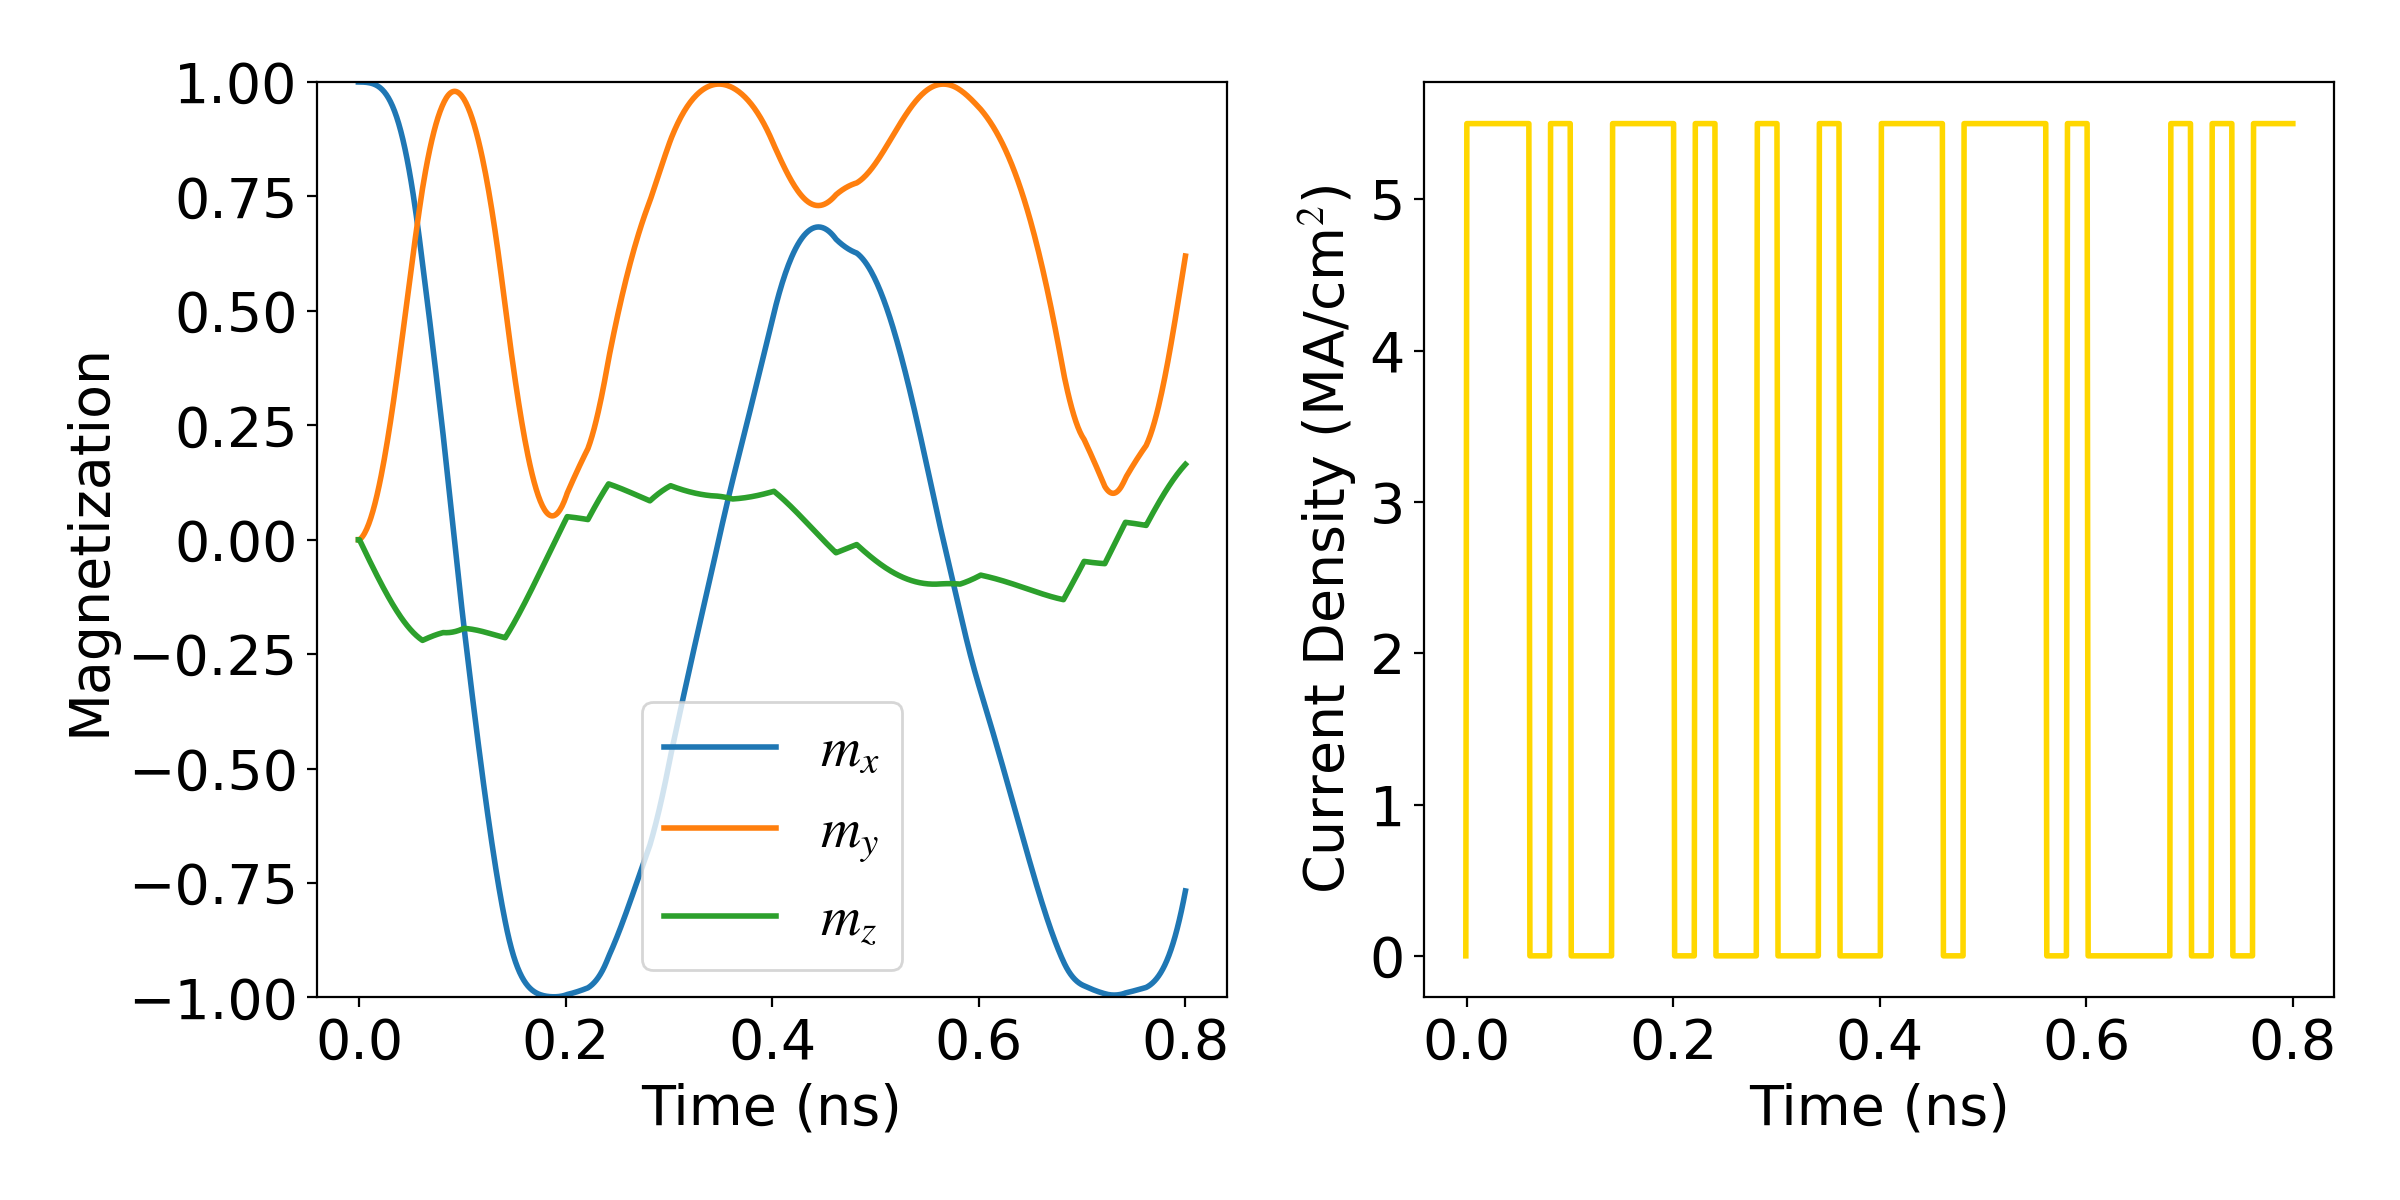 1.00
0.75
0.50
0.25
0.00
−0.25
−0.50
−0.75
−1.00
Magnetization
0.0 0.2 0.4 0.6 0.8
Time (ns)
m_x
m_y
m_z
5
4
3
2
1
0
Current Density (MA/cm²)
0.0 0.2 0.4 0.6 0.8
Time (ns)